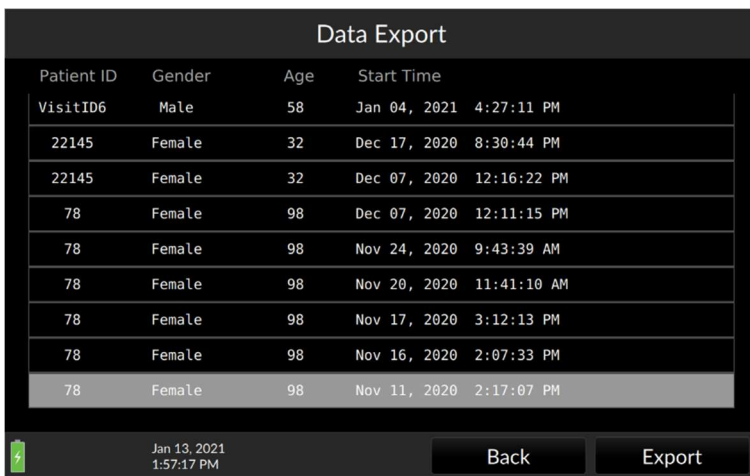 Data Export
Patient ID Gender Age Start Time
VisitID6 Male 58 Jan 04, 2021 4:27:11 PM
22145 Female 32 Dec 17, 2020 8:30:44 PM
22145 Female 32 Dec 07, 2020 12:16:22 PM
78 Female 98 Dec 07, 2020 12:11:15 PM
78 Female 98 Nov 24, 2020 9:43:39 AM
78 Female 98 Nov 20, 2020 11:41:10 AM
78 Female 98 Nov 17, 2020 3:12:13 PM
78 Female 98 Nov 16, 2020 2:07:33 PM
78 Female 98 Nov 11, 2020 2:17:07 PM
Jan 13, 2021
1:57:17 PM
Back Export